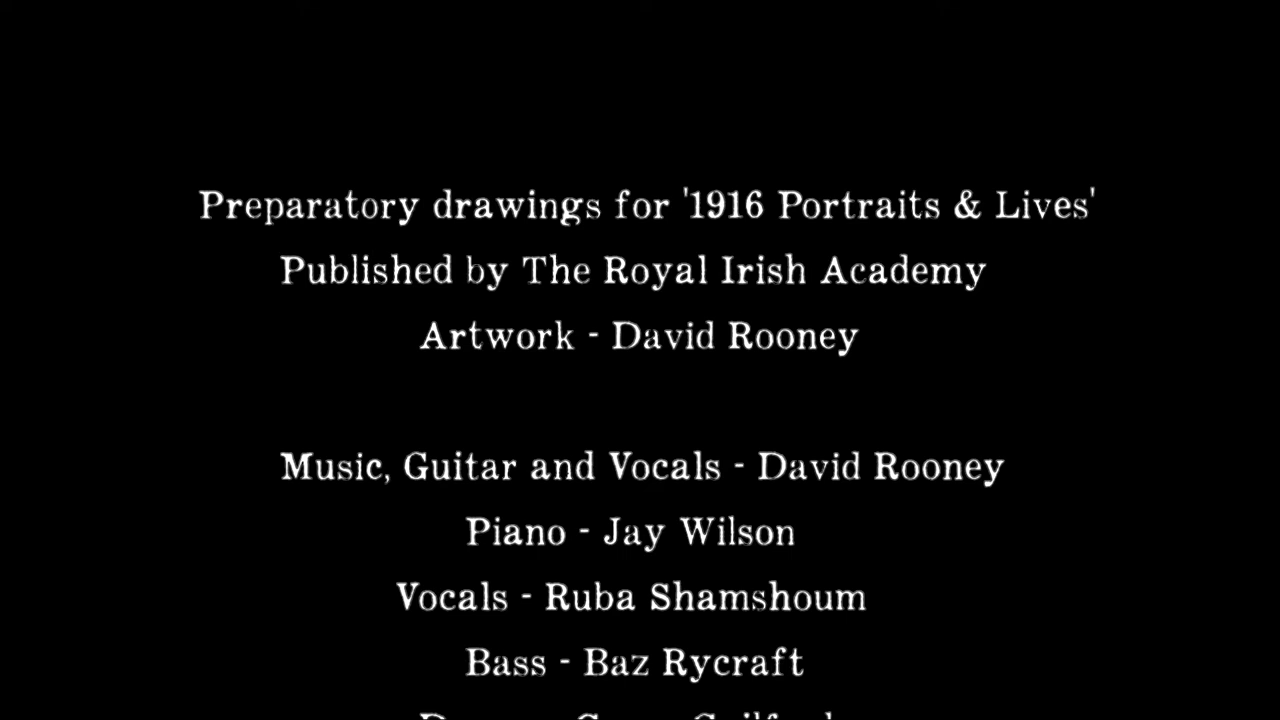 Preparatory drawings for '1916 Portraits & Lives'
Published by The Royal Irish Academy
Artwork - David Rooney
Music, Guitar and Vocals - David Rooney
Piano - Jay Wilson
Vocals - Ruba Shamshoum
Bass - Baz Rycraft